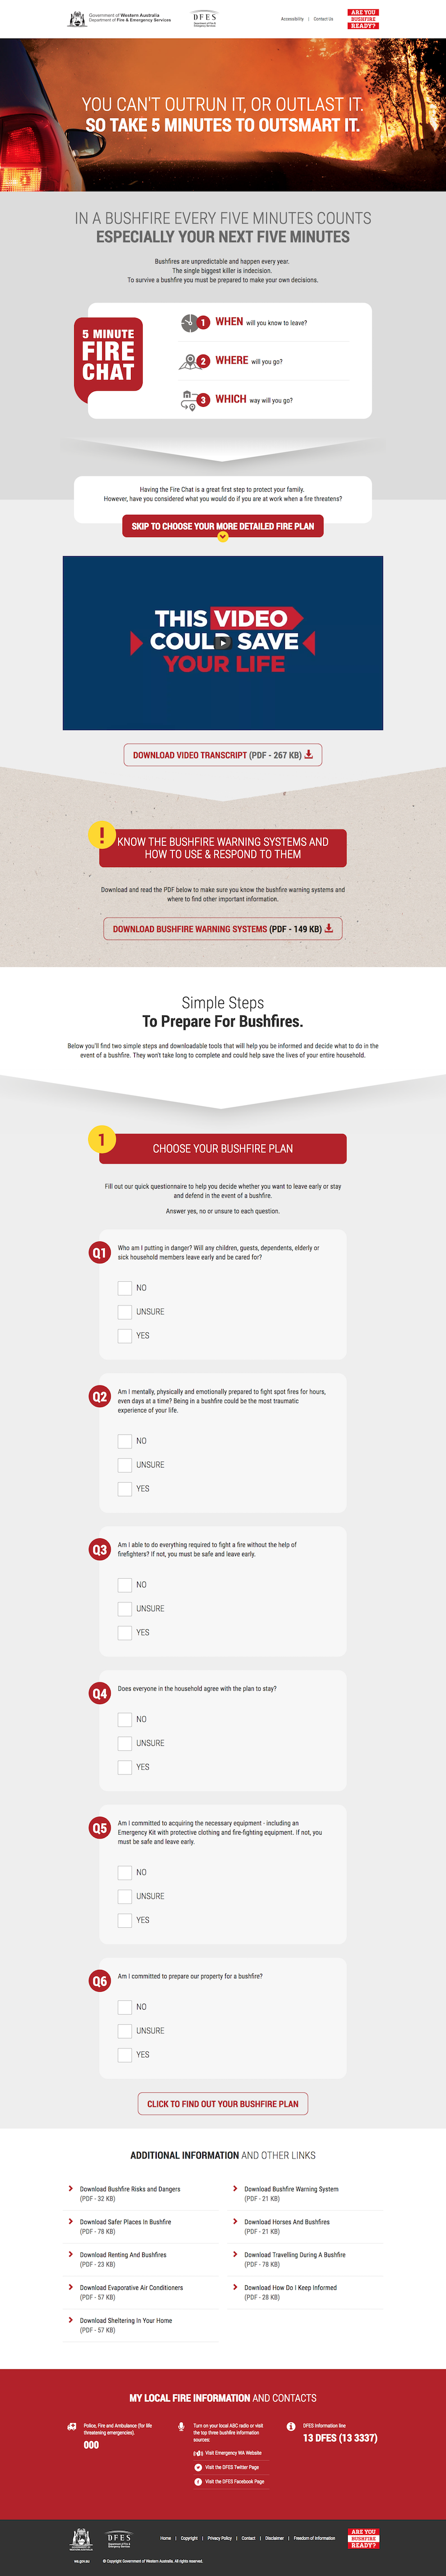 Government of Western Australia
Department of Fire & Emergency Services
DFES
Department of Fire &
Emergency Services
Accessibility | Contact Us
ARE YOU
BUSHFIRE
READY?
YOU CAN'T OUTRUN IT, OR OUTLAST IT.
SO TAKE 5 MINUTES TO OUTSMART IT.
IN A BUSHFIRE EVERY FIVE MINUTES COUNTS
ESPECIALLY YOUR NEXT FIVE MINUTES
Bushfires are unpredictable and happen every year.
The single biggest killer is indecision.
To survive a bushfire you must be prepared to make your own decisions.
5 MINUTE
FIRE
CHAT
1 WHEN will you know to leave?
2 WHERE will you go?
3 WHICH way will you go?
Having the Fire Chat is a great first step to protect your family.
However, have you considered what you would do if you are at work when a fire threatens?
SKIP TO CHOOSE YOUR MORE DETAILED FIRE PLAN
THIS VIDEO
COULD SAVE
YOUR LIFE
DOWNLOAD VIDEO TRANSCRIPT (PDF - 267 KB)
!
KNOW THE BUSHFIRE WARNING SYSTEMS AND
HOW TO USE & RESPOND TO THEM
Download and read the PDF below to make sure you know the bushfire warning systems and
where to find other important information.
DOWNLOAD BUSHFIRE WARNING SYSTEMS (PDF - 149 KB)
Simple Steps
To Prepare For Bushfires.
Below you'll find two simple steps and downloadable tools that will help you be informed and decide what to do in the
event of a bushfire. They won't take long to complete and could help save the lives of your entire household.
1
CHOOSE YOUR BUSHFIRE PLAN
Fill out our quick questionnaire to help you decide whether you want to leave early or stay
and defend in the event of a bushfire.
Answer yes, no or unsure to each question.
Q1
Who am I putting in danger? Will any children, guests, dependents, elderly or
sick household members leave early and be cared for?
NO
UNSURE
YES
Q2
Am I mentally, physically and emotionally prepared to fight spot fires for hours,
even days at a time? Being in a bushfire could be the most traumatic
experience of your life.
NO
UNSURE
YES
Q3
Am I able to do everything required to fight a fire without the help of
firefighters? If not, you must be safe and leave early.
NO
UNSURE
YES
Q4
Does everyone in the household agree with the plan to stay?
NO
UNSURE
YES
Q5
Am I committed to acquiring the necessary equipment - including an
Emergency Kit with protective clothing and fire-fighting equipment. If not, you
must be safe and leave early.
NO
UNSURE
YES
Q6
Am I committed to prepare our property for a bushfire?
NO
UNSURE
YES
CLICK TO FIND OUT YOUR BUSHFIRE PLAN
ADDITIONAL INFORMATION AND OTHER LINKS
Download Bushfire Risks and Dangers
(PDF - 32 KB)
Download Bushfire Warning System
(PDF - 21 KB)
Download Safer Places In Bushfire
(PDF - 78 KB)
Download Horses And Bushfires
(PDF - 21 KB)
Download Renting And Bushfires
(PDF - 23 KB)
Download Travelling During A Bushfire
(PDF - 78 KB)
Download Evaporative Air Conditioners
(PDF - 57 KB)
Download How Do I Keep Informed
(PDF - 28 KB)
Download Sheltering In Your Home
(PDF - 57 KB)
MY LOCAL FIRE INFORMATION AND CONTACTS
Police, Fire and Ambulance (for life
threatening emergencies).
000
Turn on your local ABC radio or visit
the top three bushfire information
sources:
Visit Emergency WA Website
Visit the DFES Twitter Page
Visit the DFES Facebook Page
DFES Information line
13 DFES (13 3337)
DFES
Department of Fire &
Emergency Services
Home | Copyright | Privacy Policy | Contact | Disclaimer | Freedom of information
ARE YOU
BUSHFIRE
READY?
wa.gov.au
© Copyright Government of Western Australia. All rights reserved.